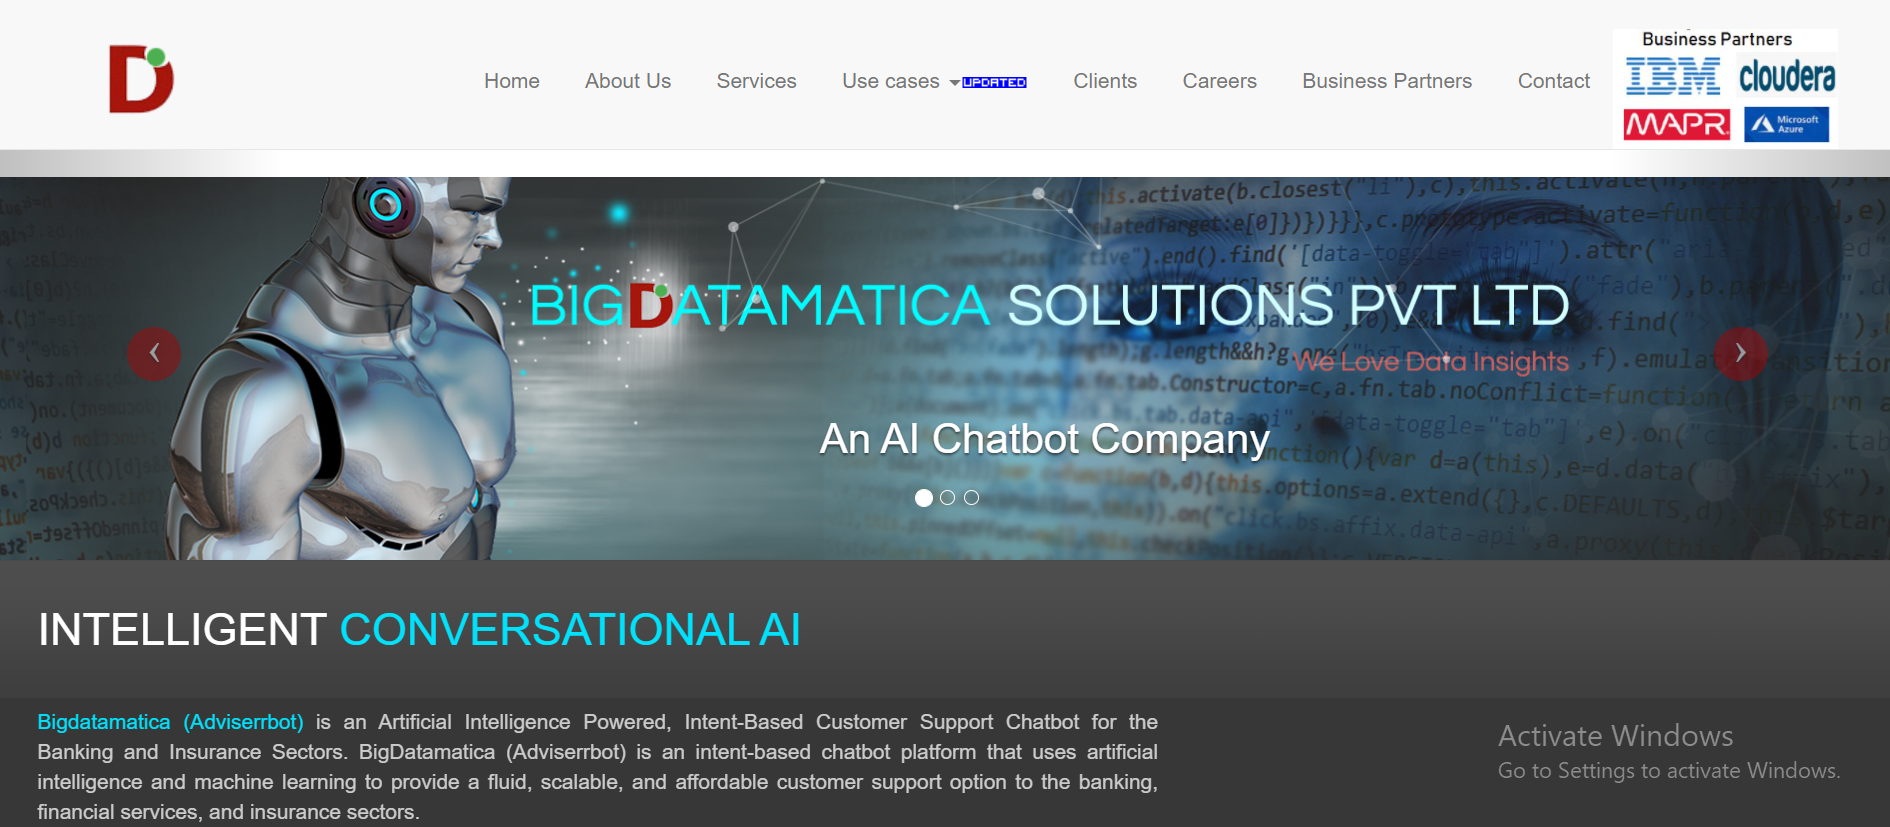 Home About Us Services Use cases UPDATED Clients Careers Business Partners Contact
Business Partners
IBM cloudera
MAPR Microsoft Azure
BIGDATAMATICA SOLUTIONS PVT LTD
We Love Data Insights
An AI Chatbot Company
INTELLIGENT CONVERSATIONAL AI
Bigdatamatica (Adviserrbot) is an Artificial Intelligence Powered, Intent-Based Customer Support Chatbot for the
Banking and Insurance Sectors. BigDatamatica (Adviserrbot) is an intent-based chatbot platform that uses artificial
intelligence and machine learning to provide a fluid, scalable, and affordable customer support option to the banking,
financial services, and insurance sectors.
Activate Windows
Go to Settings to activate Windows.